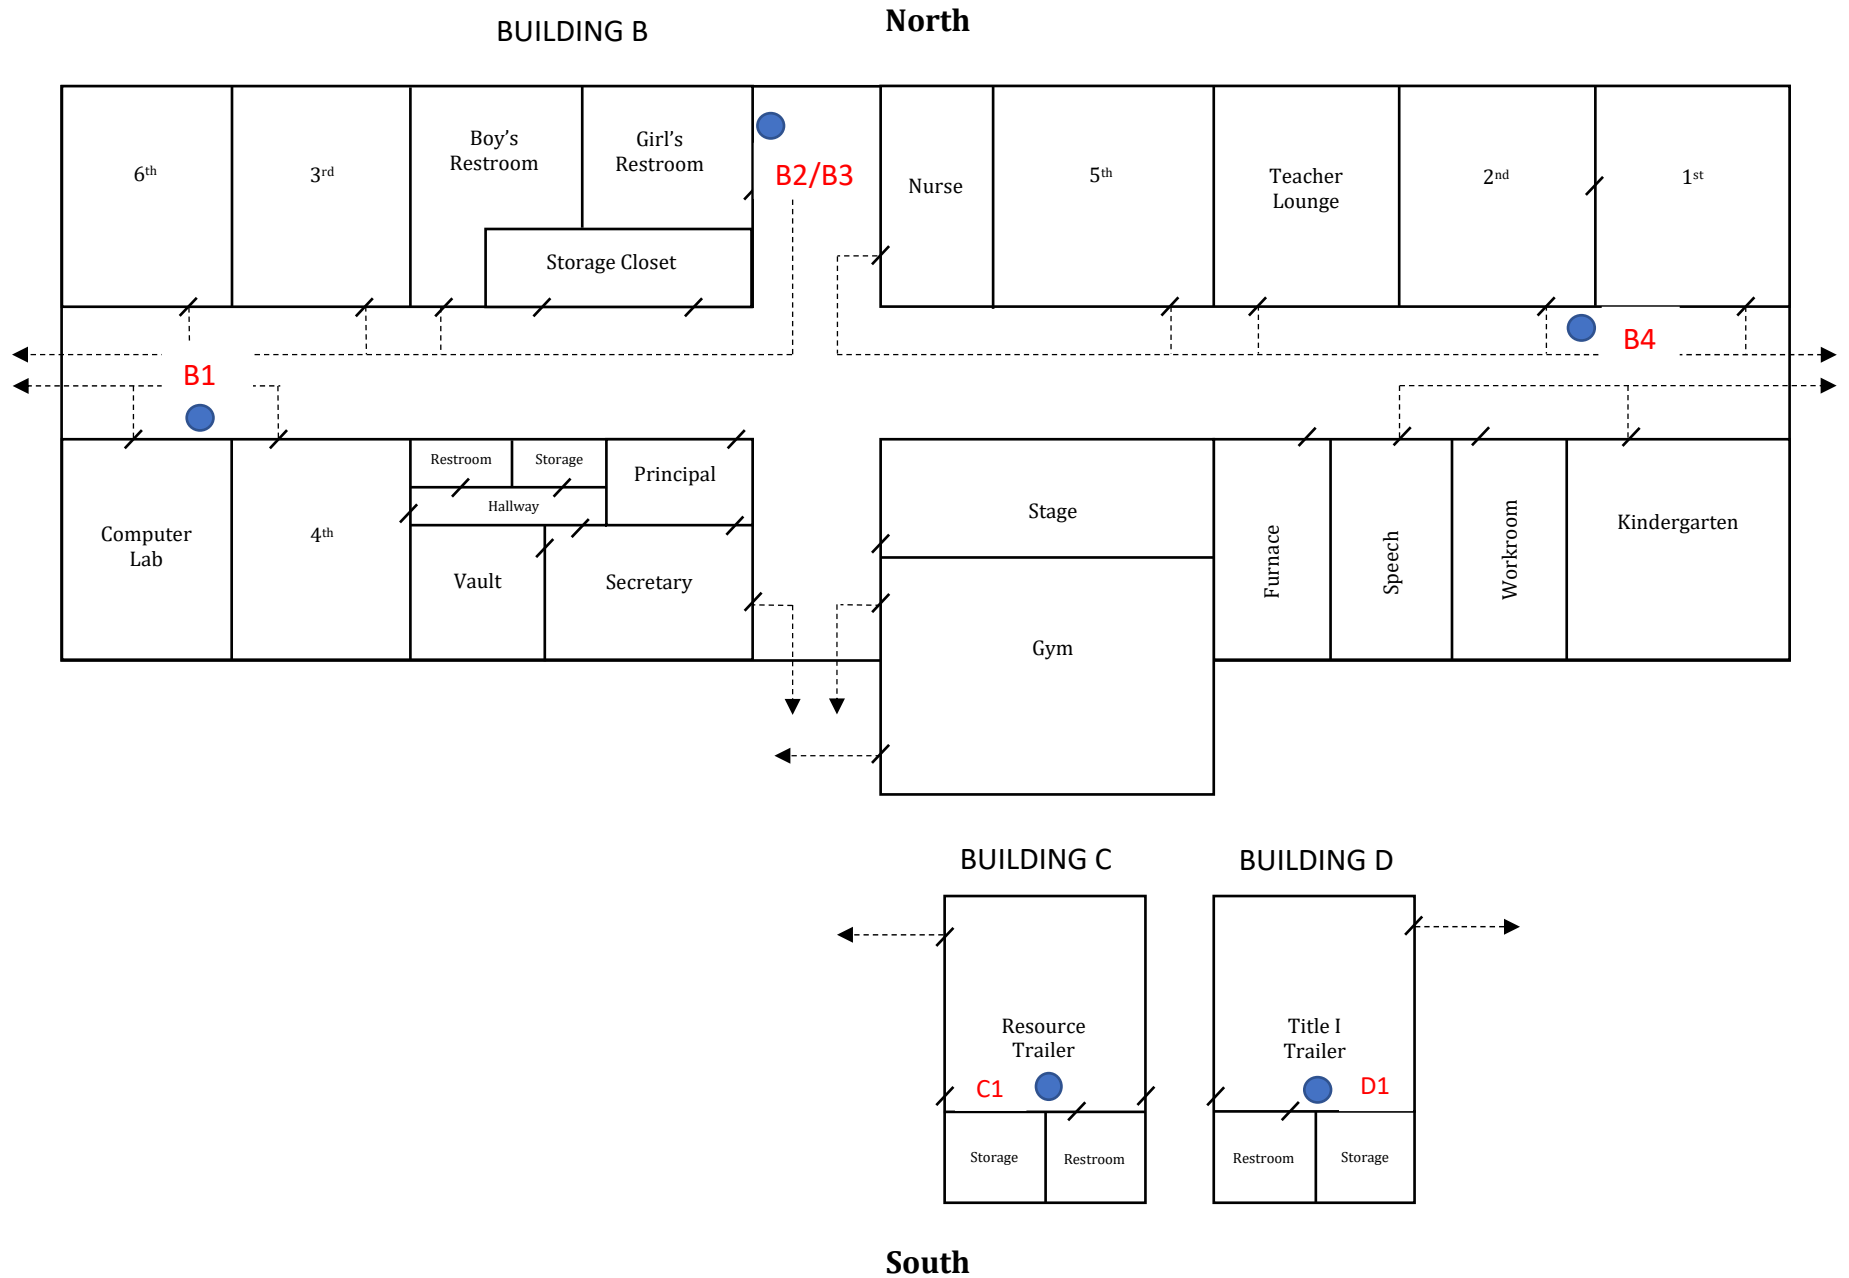 North
BUILDING B
6th
3rd
Boy’s
Restroom
Girl’s
Restroom
B2/B3
Nurse
5th
Teacher
Lounge
2nd
1st
Storage Closet
B1
B4
Computer
Lab
4th
Restroom
Storage
Hallway
Principal
Vault
Secretary
Stage
Gym
Furnace
Speech
Workroom
Kindergarten
BUILDING C
BUILDING D
Resource
Trailer
C1
Storage
Restroom
Title I
Trailer
D1
Restroom
Storage
South